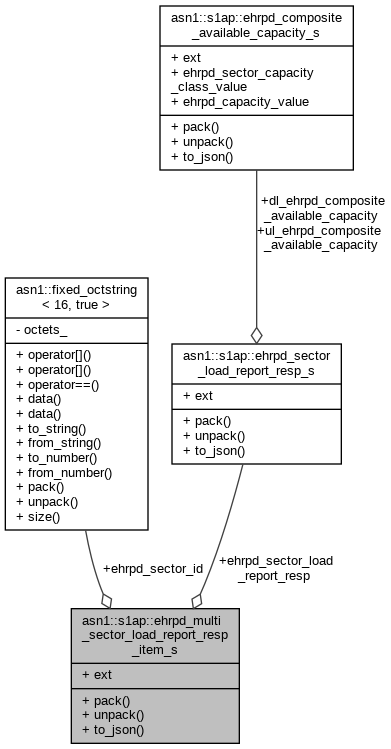 asn1::s1ap::ehrpd_composite
_available_capacity_s
+ ext
+ ehrpd_sector_capacity
_class_value
+ ehrpd_capacity_value
+ pack()
+ unpack()
+ to_json()
+dl_ehrpd_composite
_available_capacity
+ul_ehrpd_composite
_available_capacity
asn1::fixed_octstring
< 16, true >
- octets_
+ operator[]()
+ operator[]()
+ operator==()
+ data()
+ data()
+ to_string()
+ from_string()
+ to_number()
+ from_number()
+ pack()
+ unpack()
+ size()
asn1::s1ap::ehrpd_sector
_load_report_resp_s
+ ext
+ pack()
+ unpack()
+ to_json()
+ehrpd_sector_id
+ehrpd_sector_load
_report_resp
asn1::s1ap::ehrpd_multi
_sector_load_report_resp
_item_s
+ ext
+ pack()
+ unpack()
+ to_json()